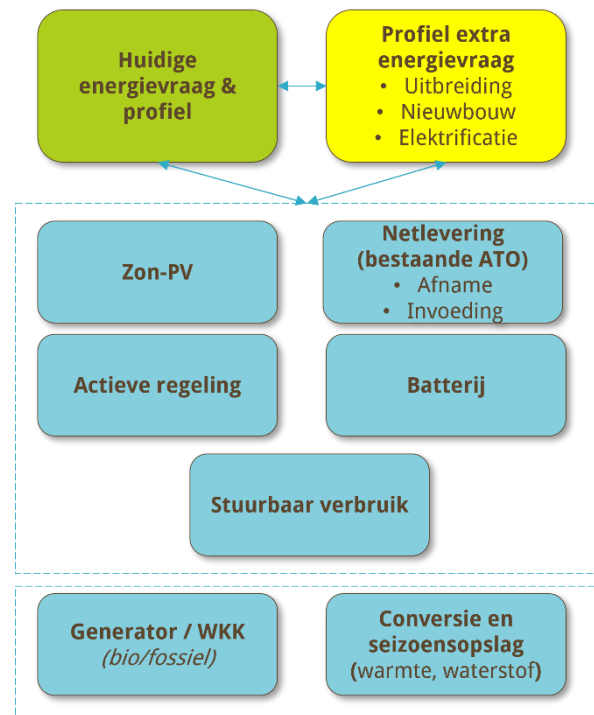 Huidige
energievraag &
profiel
Profiel extra
energievraag
• Uitbreiding
• Nieuwbouw
• Elektrificatie
Zon-PV
Netlevering
(bestaande ATO)
• Afname
• Invoeding
Actieve regeling
Batterij
Stuurbaar verbruik
Generator / WKK
(bio/fossiel)
Conversie en
seizoensopslag
(warmte, waterstof)